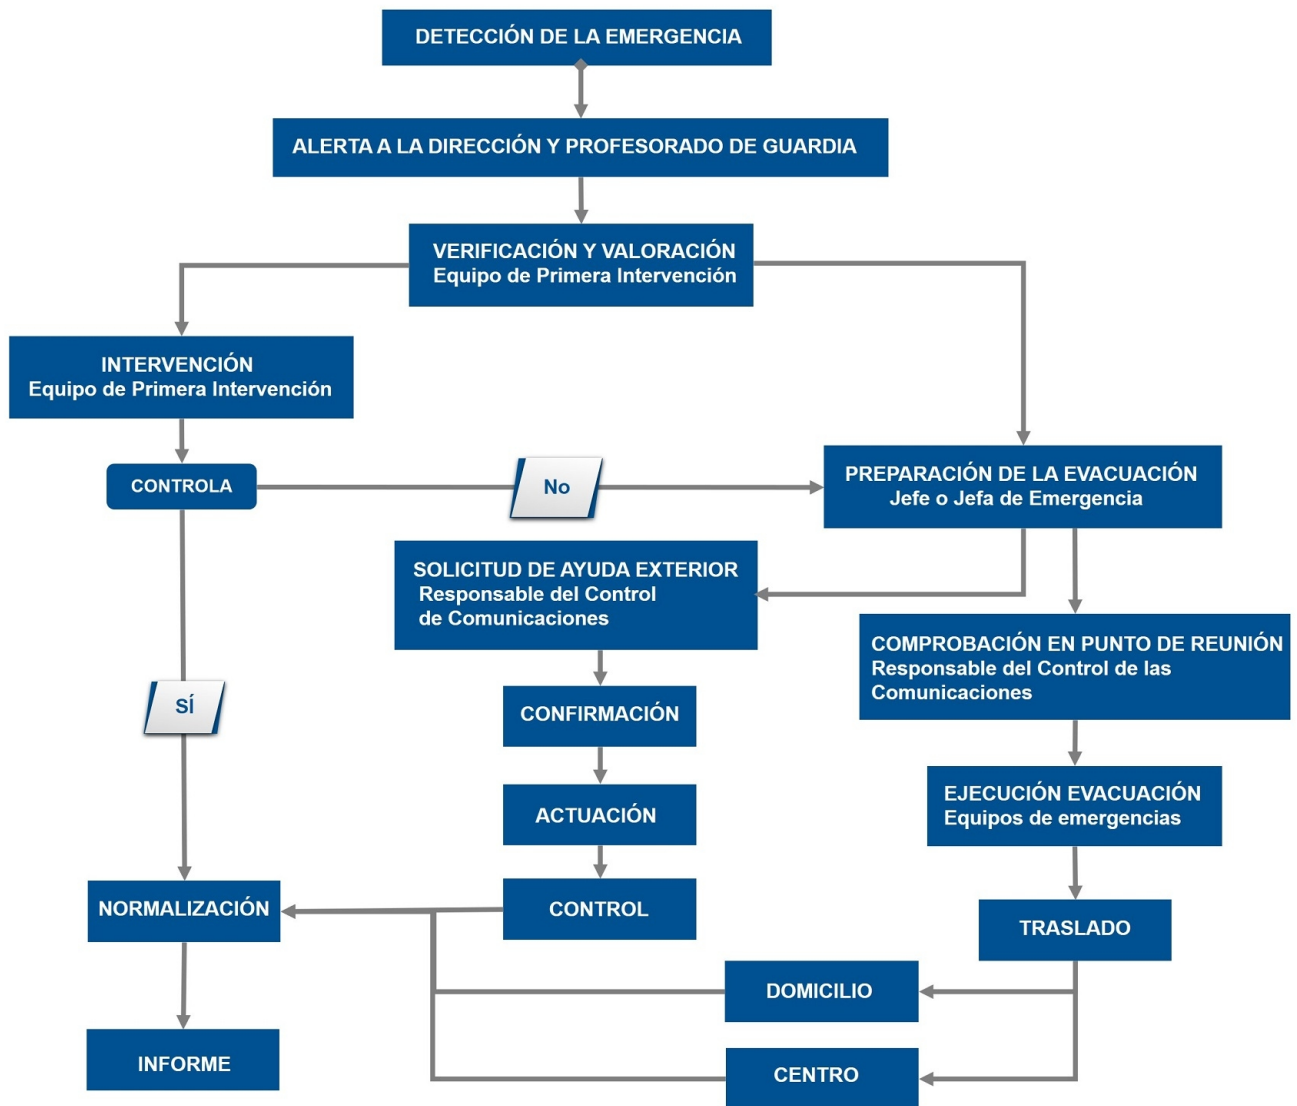 DETECCIÓN DE LA EMERGENCIA
ALERTA A LA DIRECCIÓN Y PROFESORADO DE GUARDIA
VERIFICACIÓN Y VALORACIÓN
Equipo de Primera Intervención
INTERVENCIÓN
Equipo de Primera Intervención
CONTROLA
No
PREPARACIÓN DE LA EVACUACIÓN
Jefe o Jefa de Emergencia
SOLICITUD DE AYUDA EXTERIOR
Responsable del Control
de Comunicaciones
COMPROBACIÓN EN PUNTO DE REUNIÓN
Responsable del Control de las
Comunicaciones
SÍ
CONFIRMACIÓN
EJECUCIÓN EVACUACIÓN
Equipos de emergencias
ACTUACIÓN
NORMALIZACIÓN
CONTROL
TRASLADO
DOMICILIO
INFORME
CENTRO